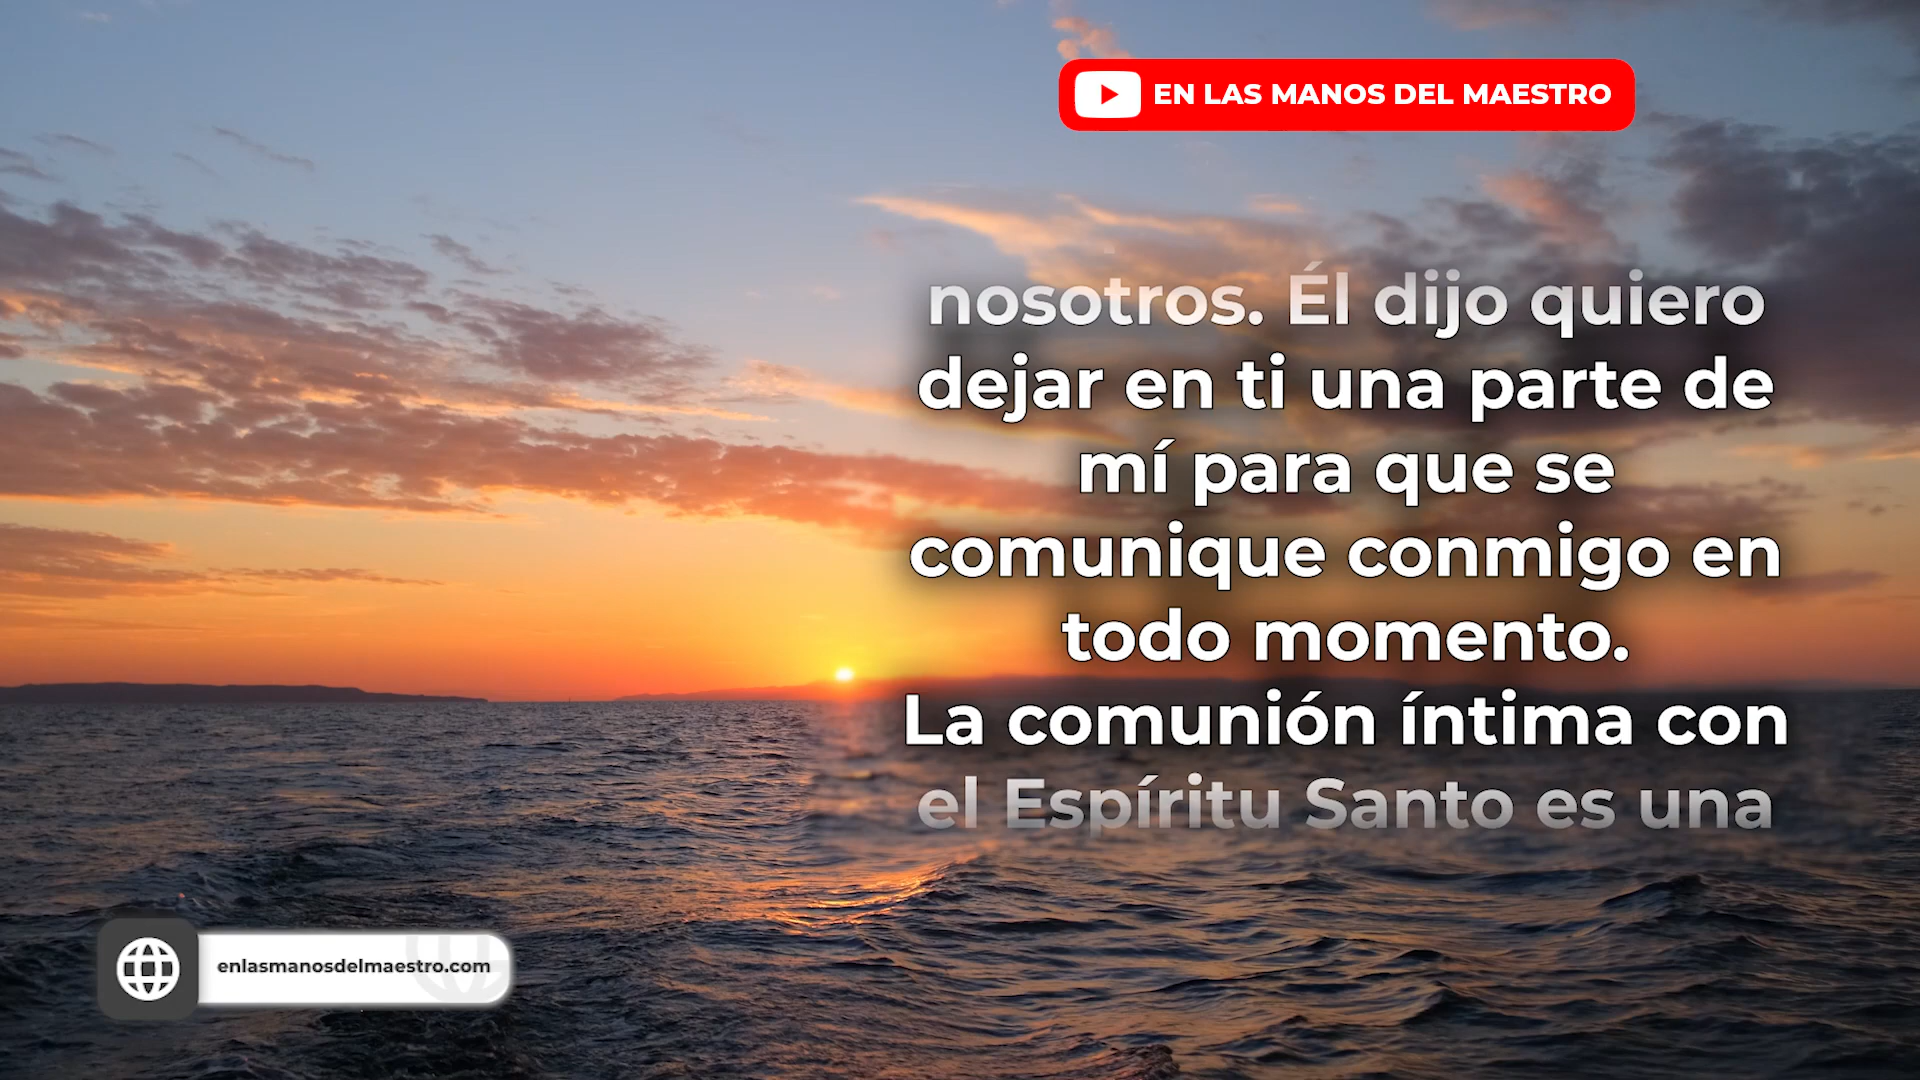 EN LAS MANOS DEL MAESTRO
nosotros. Él dijo quiero
dejar en ti una parte de
mí para que se
comunique conmigo en
todo momento.
La comunión íntima con
el Espíritu Santo es una
enlasmanosdelmaestro.com